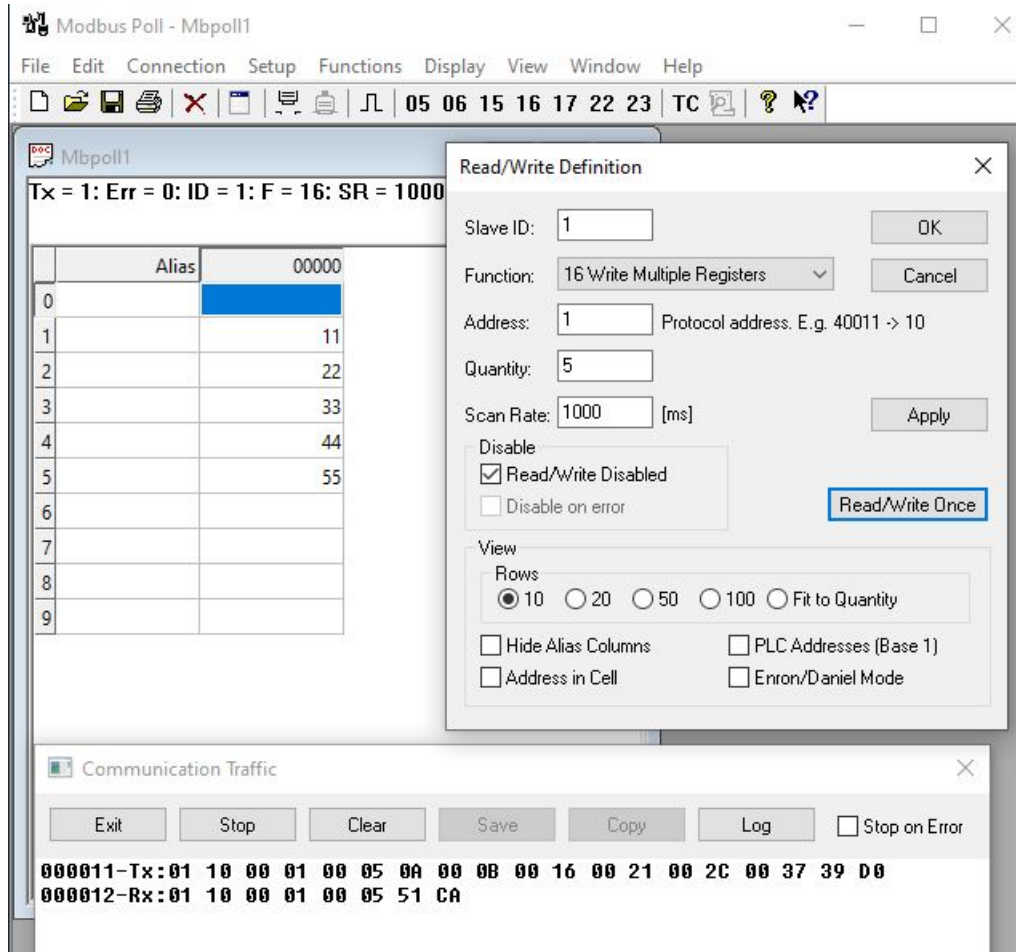 Modbus Poll - Mbpoll1
File Edit Connection Setup Functions Display View Window Help
05 06 15 16 17 22 23 TC
Mbpoll1
Tx = 1: Err = 0: ID = 1: F = 16: SR = 1000
Alias 00000
0
1 11
2 22
3 33
4 44
5 55
6
7
8
9
Read/Write Definition
Slave ID: 1 OK
Function: 16 Write Multiple Registers Cancel
Address: 1 Protocol address. E.g. 40011 -> 10
Quantity: 5
Scan Rate: 1000 [ms] Apply
Disable
Read/Write Disabled
Disable on error
Read/Write Once
View
Rows
10 20 50 100 Fit to Quantity
Hide Alias Columns PLC Addresses (Base 1)
Address in Cell Enron/Daniel Mode
Communication Traffic
Exit Stop Clear Save Copy Log Stop on Error
000011-Tx:01 10 00 01 00 05 0A 00 0B 00 16 00 21 00 2C 00 37 39 D0
000012-Rx:01 10 00 01 00 05 51 CA